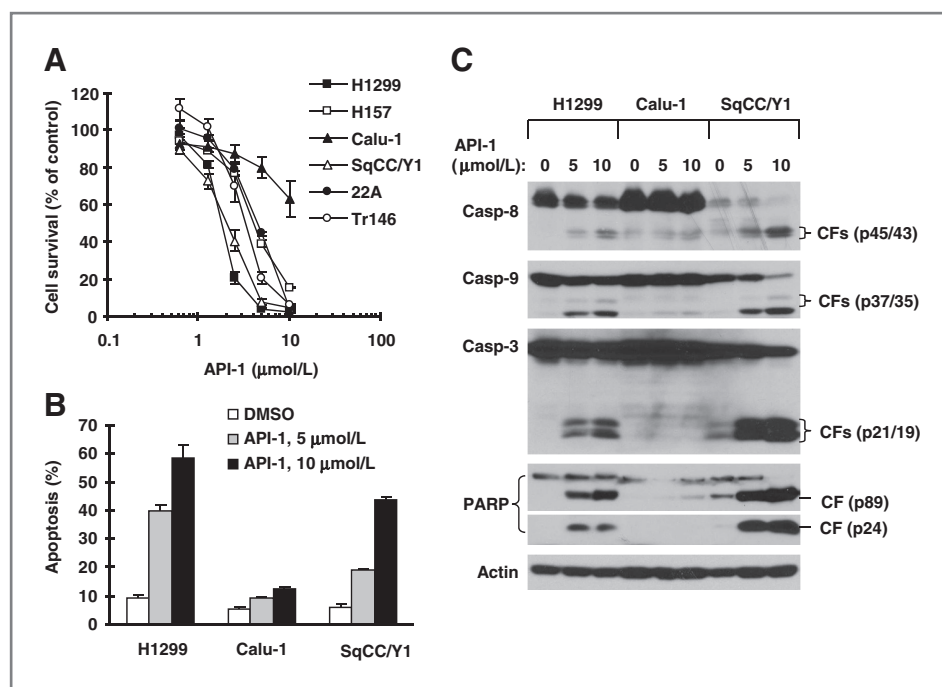 A
Cell survival (% of control)
120
100
80
60
40
20
0
0.1 1 10 100
API-1 (μmol/L)
H1299
H157
Calu-1
SqCC/Y1
22A
Tr146
B
Apoptosis (%)
70
60
50
40
30
20
10
0
DMSO
API-1, 5 μmol/L
API-1, 10 μmol/L
H1299 Calu-1 SqCC/Y1
C
H1299 Calu-1 SqCC/Y1
API-1
(μmol/L): 0 5 10 0 5 10 0 5 10
Casp-8
CFs (p45/43)
Casp-9
CFs (p37/35)
Casp-3
CFs (p21/19)
PARP
CF (p89)
CF (p24)
Actin